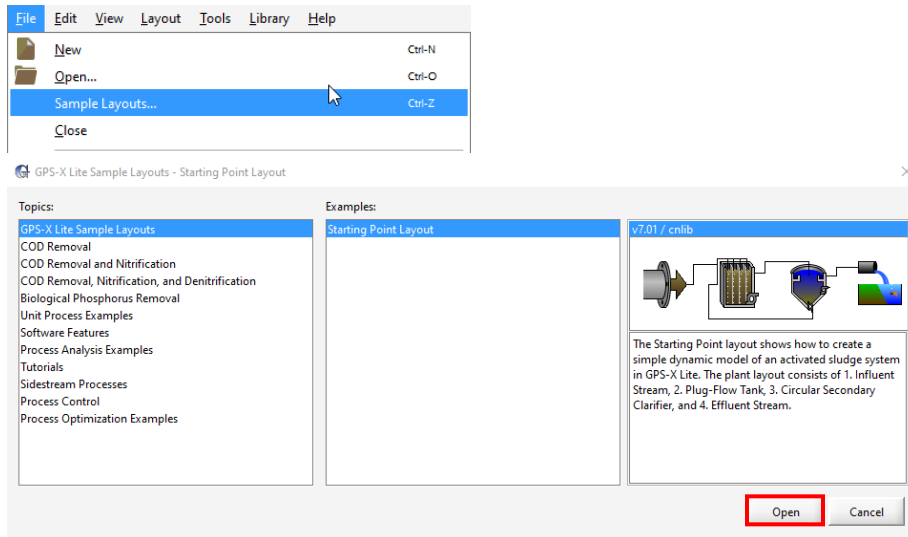 File Edit View Layout Tools Library Help
New Ctrl-N
Open... Ctrl-O
Sample Layouts... Ctrl-Z
Close
GPS-X Lite Sample Layouts - Starting Point Layout
Topics:
GPS-X Lite Sample Layouts
COD Removal
COD Removal and Nitrification
COD Removal, Nitrification, and Denitrification
Biological Phosphorus Removal
Unit Process Examples
Software Features
Process Analysis Examples
Tutorials
Sidestream Processes
Process Control
Process Optimization Examples
Examples:
Starting Point Layout
v7.01 / cnlib
The Starting Point layout shows how to create a
simple dynamic model of an activated sludge system
in GPS-X Lite. The plant layout consists of 1. Influent
Stream, 2. Plug-Flow Tank, 3. Circular Secondary
Clarifier, and 4. Effluent Stream.
Open Cancel